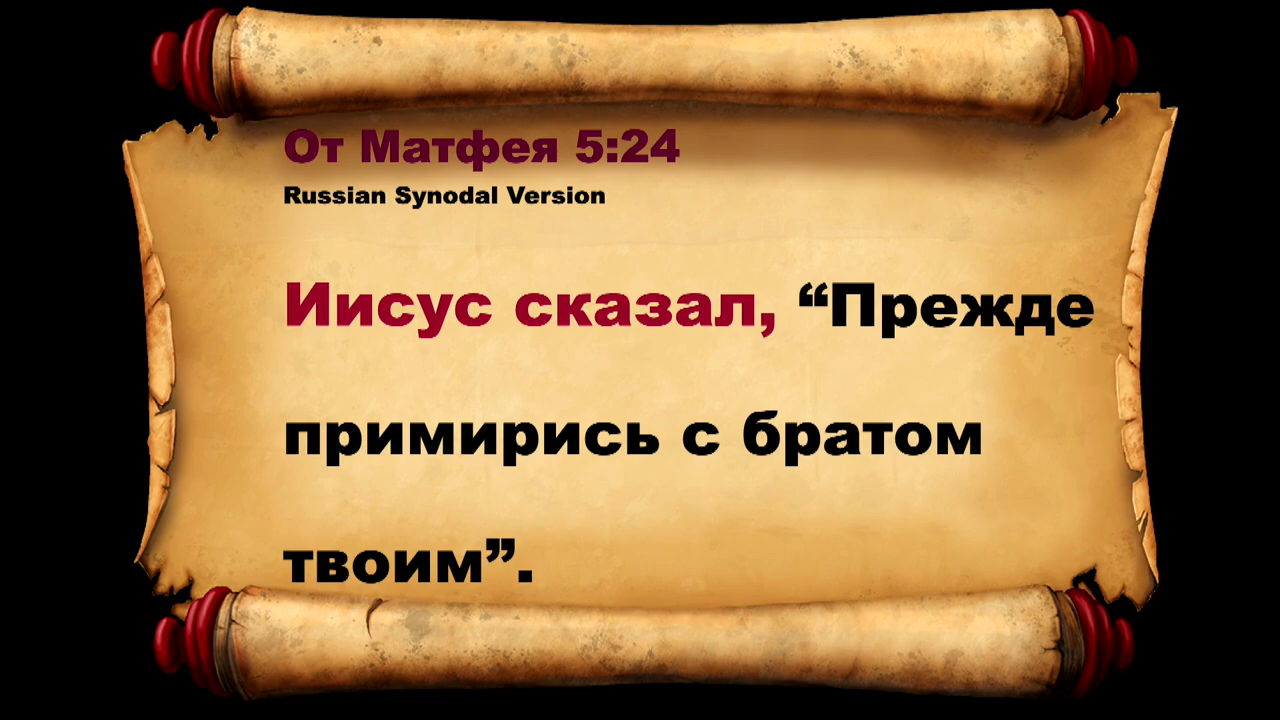 От Матфея 5:24
Russian Synodal Version
Иисус сказал, “Прежде
примирись с братом
твоим”.